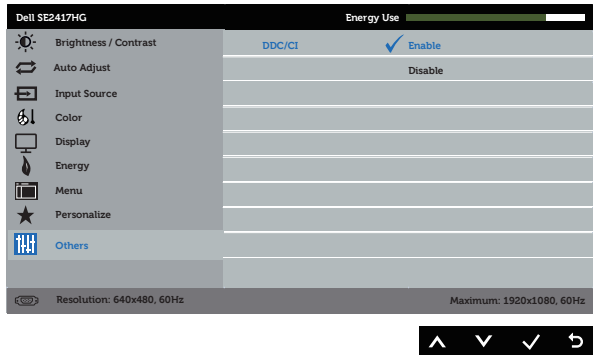 Dell SE2417HG Energy Use
Brightness / Contrast DDC/CI Enable
Auto Adjust Disable
Input Source
Color
Display
Energy
Menu
Personalize
Others
Resolution: 640x480, 60Hz Maximum: 1920x1080, 60Hz